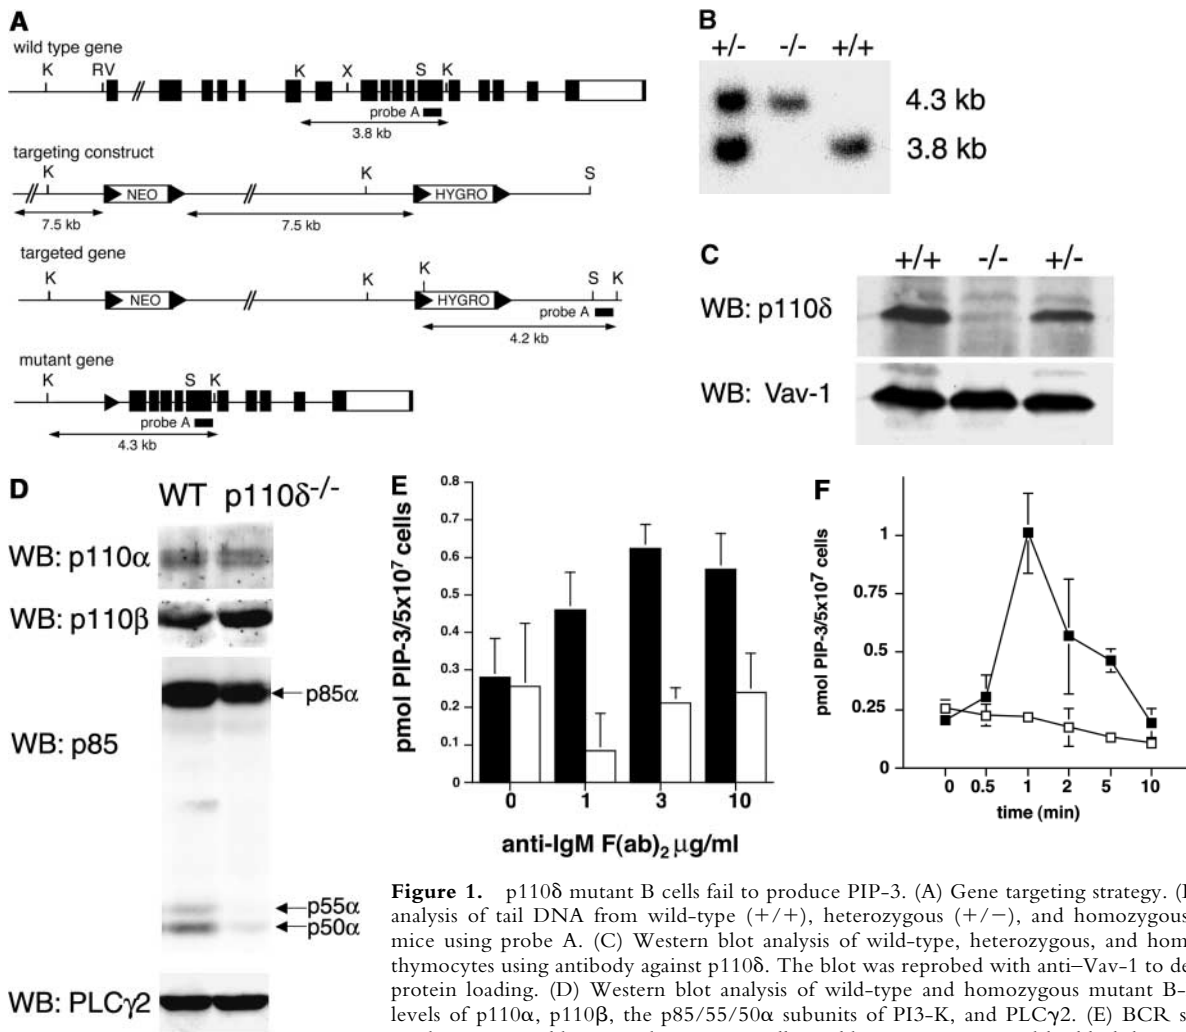 A
wild type gene
K RV K X S K
probe A
3.8 kb
targeting construct
K K S
NEO HYGRO
7.5 kb 7.5 kb
targeted gene
K K K S K
NEO HYGRO
probe A
4.2 kb
mutant gene
K S K
probe A
4.3 kb
B
+/- -/- +/+
4.3 kb
3.8 kb
C
+/+ -/- +/-
WB: p110δ
WB: Vav-1
D
WT p110δ-/-
WB: p110α
WB: p110β
p85α
WB: p85
p55α
p50α
WB: PLCγ2
E
pmol PIP-3/5x10⁷ cells
0.8
0.7
0.6
0.5
0.4
0.3
0.2
0.1
0
0 1 3 10
anti-IgM F(ab)₂ μg/ml
F
pmol PIP-3/5x10⁷ cells
1
0.75
0.5
0.25
0
0 0.5 1 2 5 10
time (min)
Figure 1. p110δ mutant B cells fail to produce PIP-3. (A) Gene targeting strategy. (
analysis of tail DNA from wild-type (+/+), heterozygous (+/−), and homozygous
mice using probe A. (C) Western blot analysis of wild-type, heterozygous, and hom
thymocytes using antibody against p110δ. The blot was reprobed with anti–Vav-1 to de
protein loading. (D) Western blot analysis of wild-type and homozygous mutant B-
levels of p110α, p110β, the p85/55/50α subunits of PI3-K, and PLCγ2. (E) BCR s